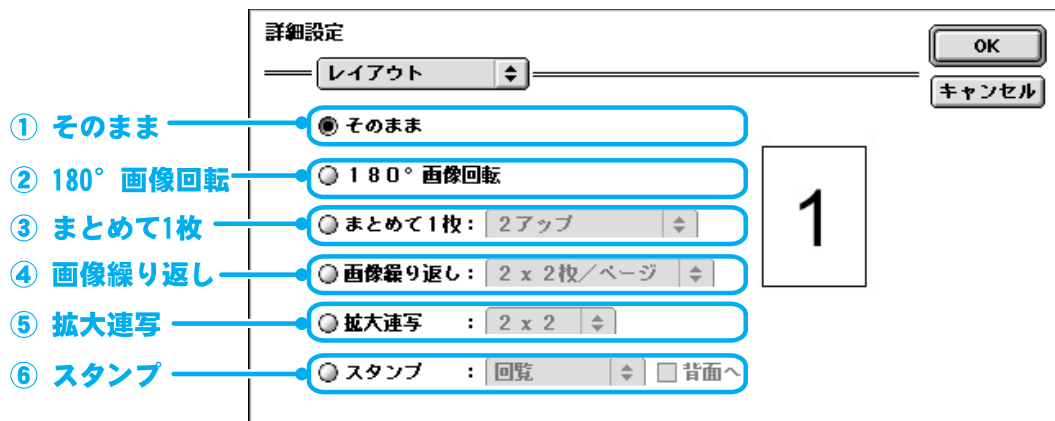 詳細設定
OK
レイアウト
キャンセル
① そのまま
そのまま
② 180° 画像回転
180° 画像回転
③ まとめて1枚
まとめて1枚： 2アップ
1
④ 画像繰り返し
画像繰り返し： 2 x 2枚／ページ
⑤ 拡大連写
拡大連写 ： 2 x 2
⑥ スタンプ
スタンプ ： 回覧 背面へ